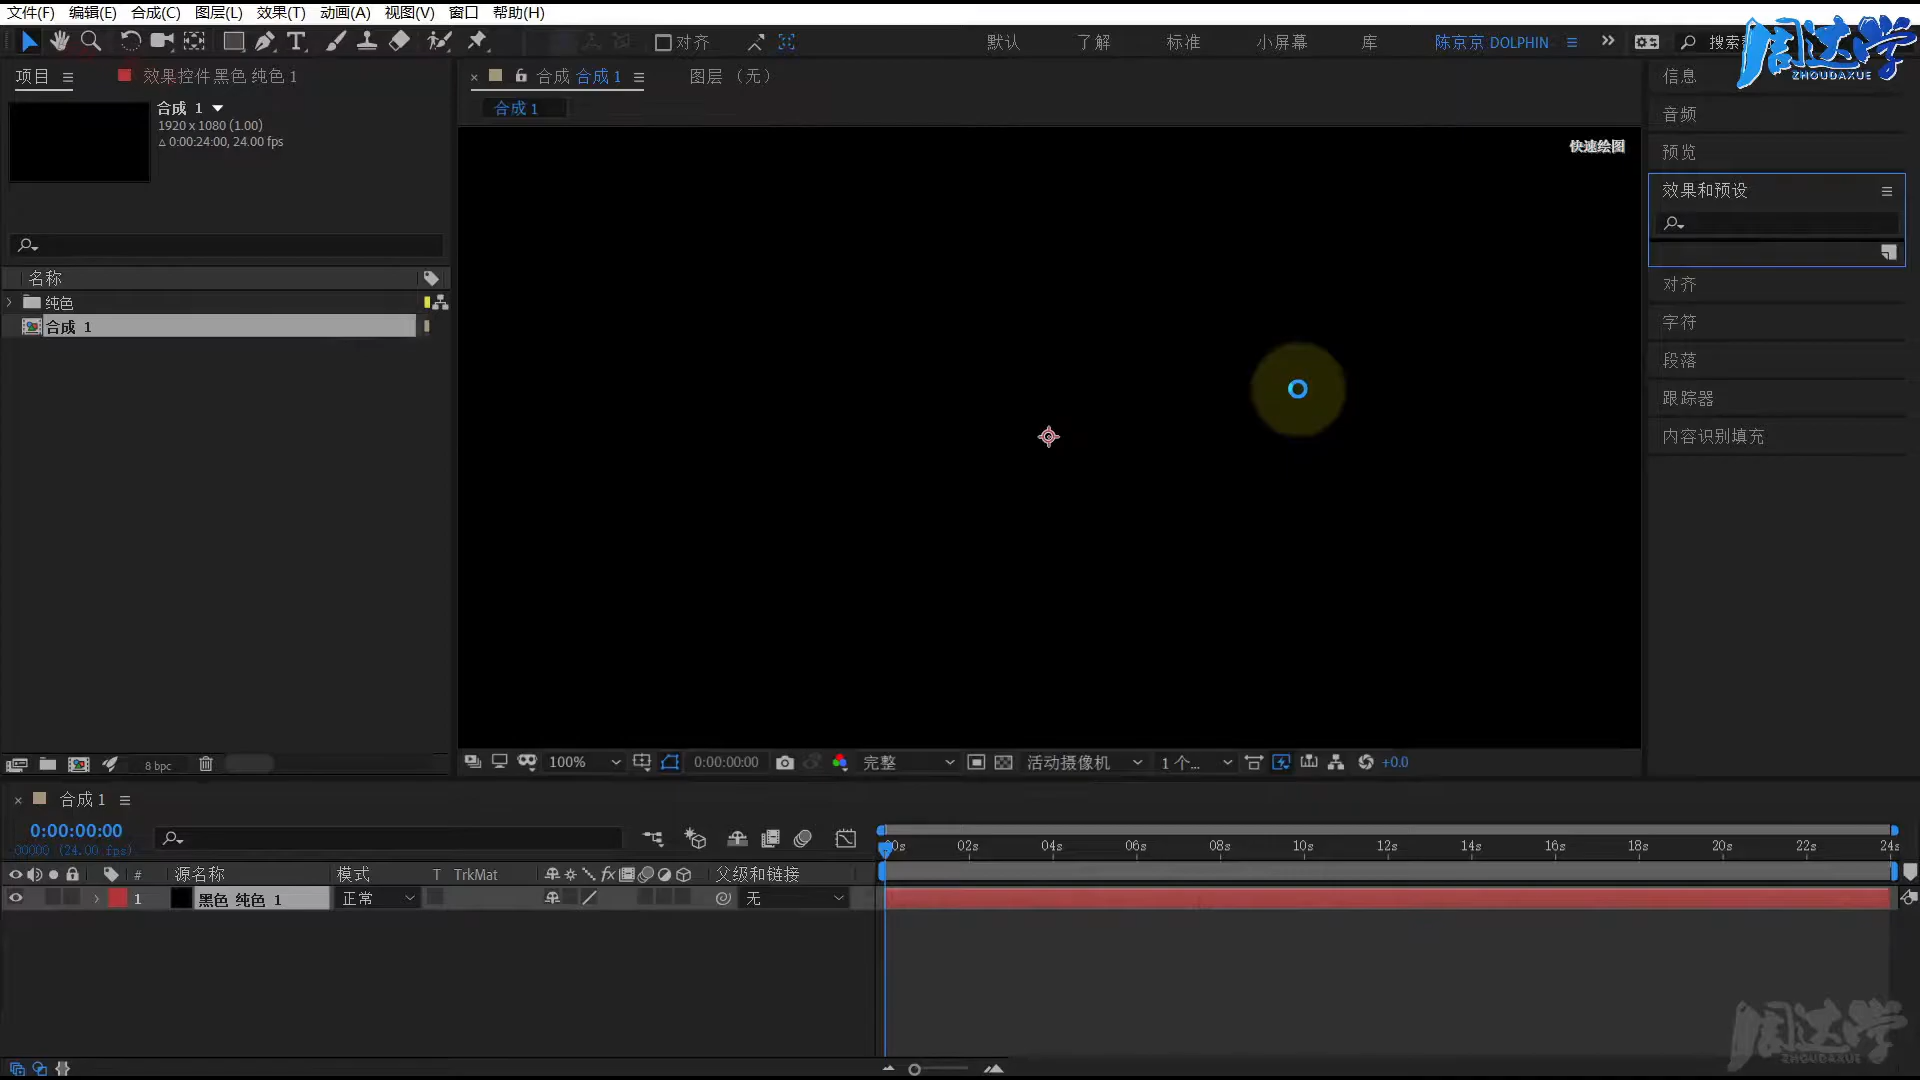 文件(F) 编辑(E) 合成(C) 图层(L) 效果(T) 动画(A) 视图(V) 窗口 帮助(H)
对齐 默认 了解 标准 小屏幕 库 陈京京 DOLPHIN 搜索
周达学
ZHOUDAXUE
项目 效果控件 黑色 纯色 1
合成 合成 1 图层 （无）
信息
合成 1
1920 x 1080 (1.00)
△ 0:00:24:00, 24.00 fps
合成 1
音频
快速绘图
预览
效果和预设
名称
纯色
合成 1
对齐
字符
段落
跟踪器
内容识别填充
8 bpc
100% 0:00:00:00 完整 活动摄像机 1 个... +0.0
合成 1
0:00:00:00
00000 (24.00 fps)
00s 02s 04s 06s 08s 10s 12s 14s 16s 18s 20s 22s 24s
# 源名称 模式 T TrkMat fx 父级和链接
1 黑色 纯色 1 正常 无
周达学
ZHOUDAXUE